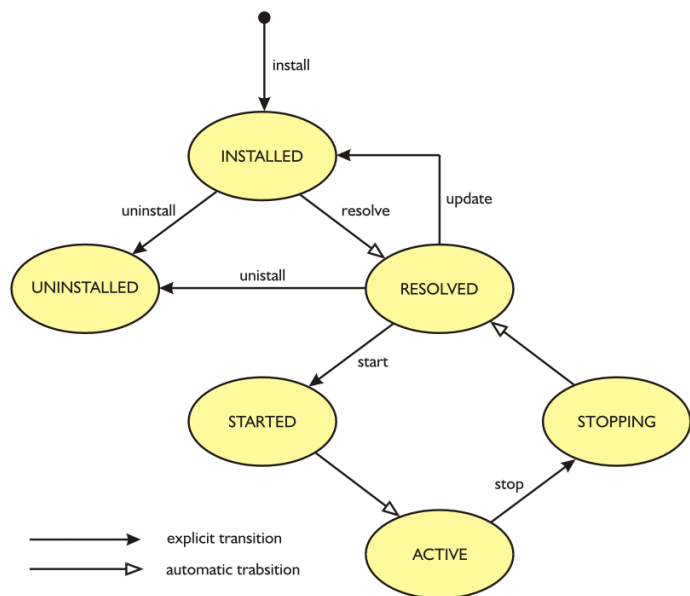 install
INSTALLED
uninstall
resolve
update
unistall
UNINSTALLED
RESOLVED
start
STARTED
STOPPING
stop
ACTIVE
explicit transition
automatic trabsition